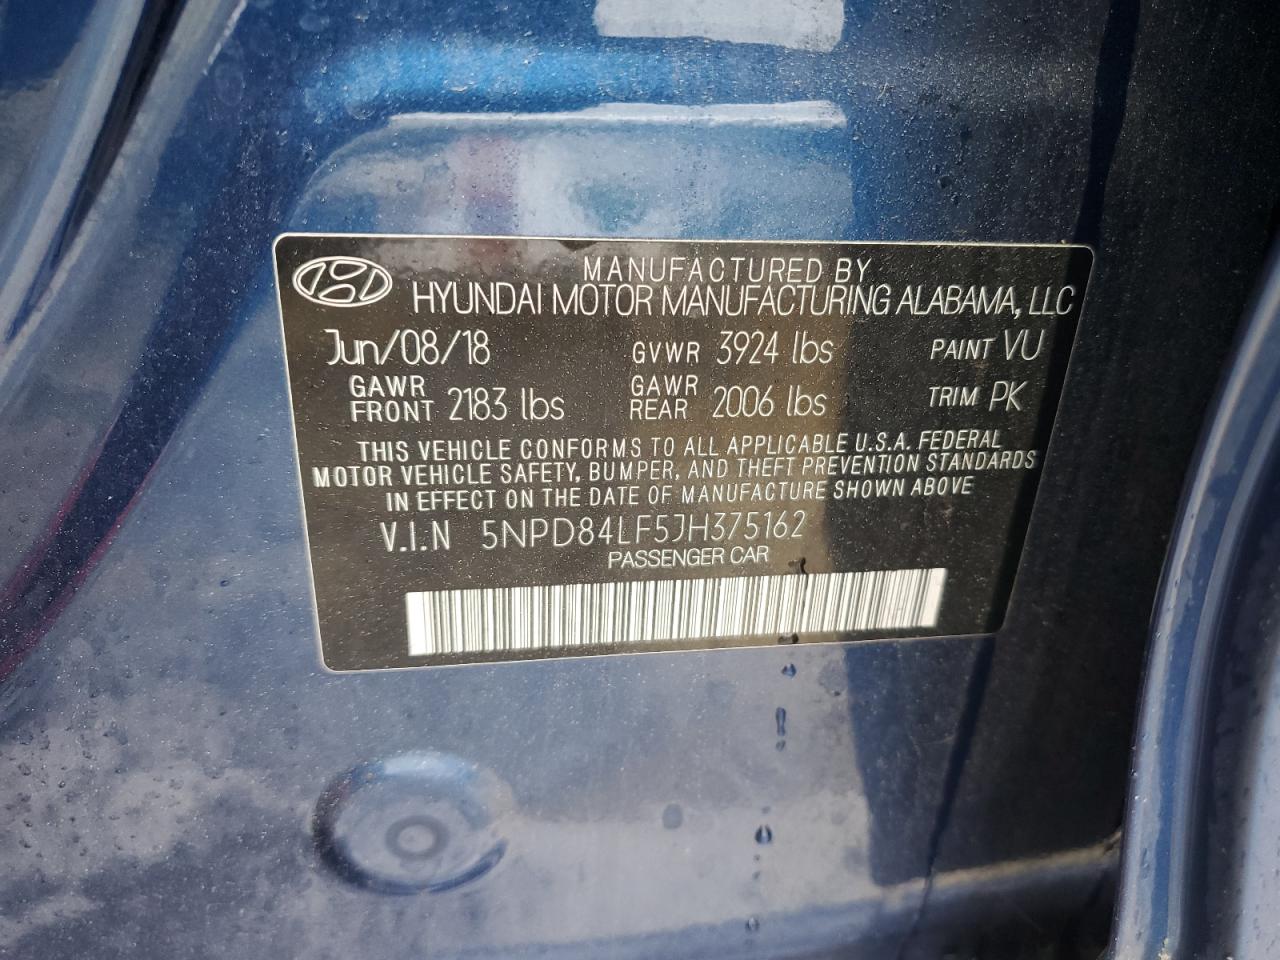 MANUFACTURED BY
HYUNDAI MOTOR MANUFACTURING ALABAMA, LLC
Jun/08/18 GVWR 3924 lbs PAINT VU
GAWR FRONT 2183 lbs GAWR REAR 2006 lbs TRIM PK
THIS VEHICLE CONFORMS TO ALL APPLICABLE U.S.A. FEDERAL
MOTOR VEHICLE SAFETY, BUMPER, AND THEFT PREVENTION STANDARDS
IN EFFECT ON THE DATE OF MANUFACTURE SHOWN ABOVE
V.I.N 5NPD84LF5JH375162
PASSENGER CAR